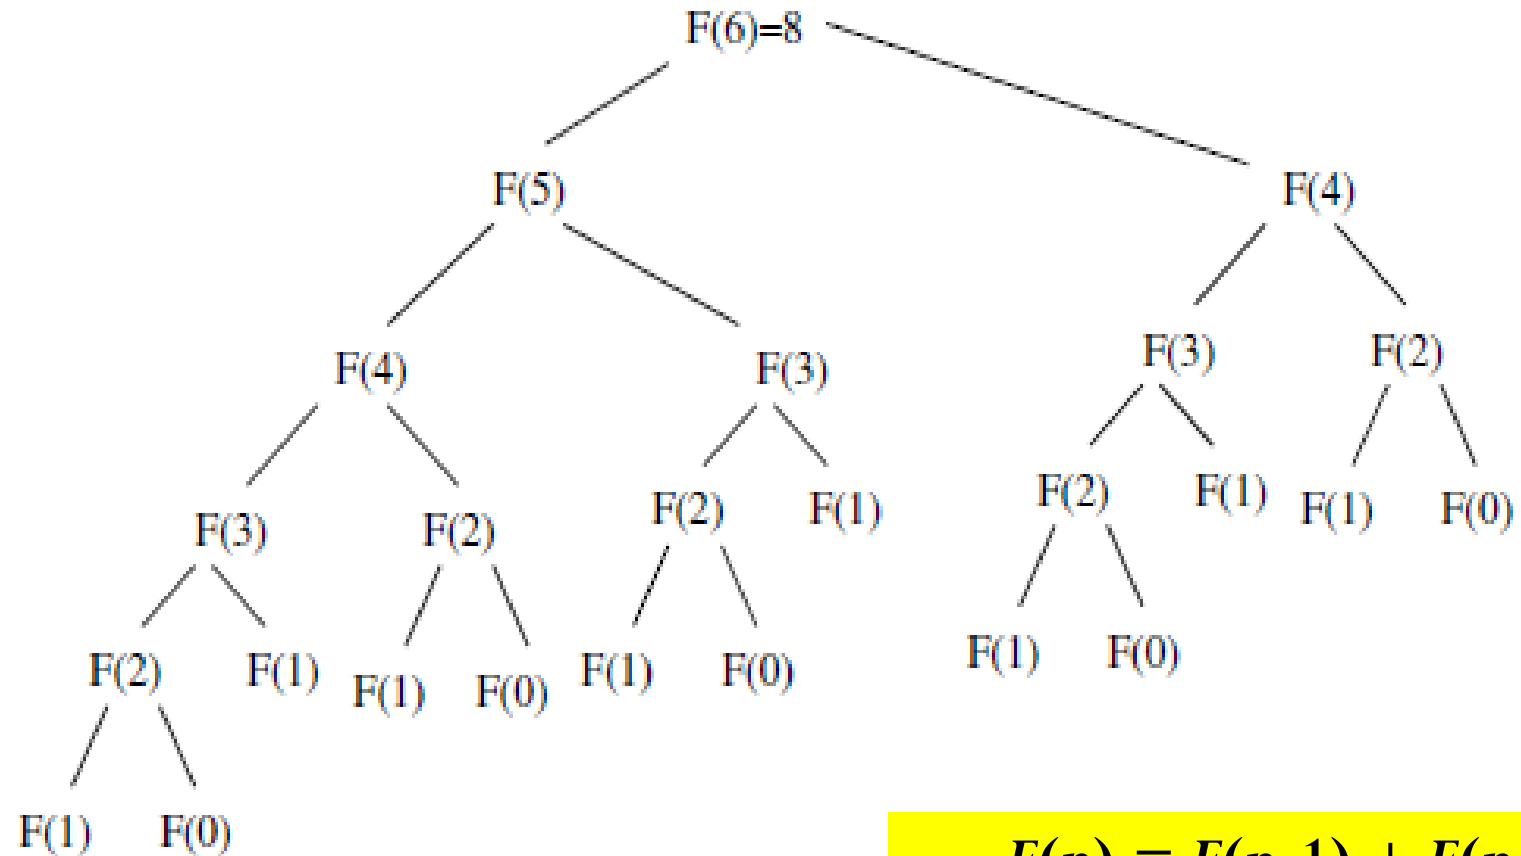 F(6)=8
F(5) F(4)
F(4) F(3) F(3) F(2)
F(3) F(2) F(2) F(1) F(2) F(1) F(1) F(0)
F(2) F(1) F(1) F(0) F(1) F(0) F(1) F(0)
F(1) F(0)
F(n) = F(n-1) + F(n